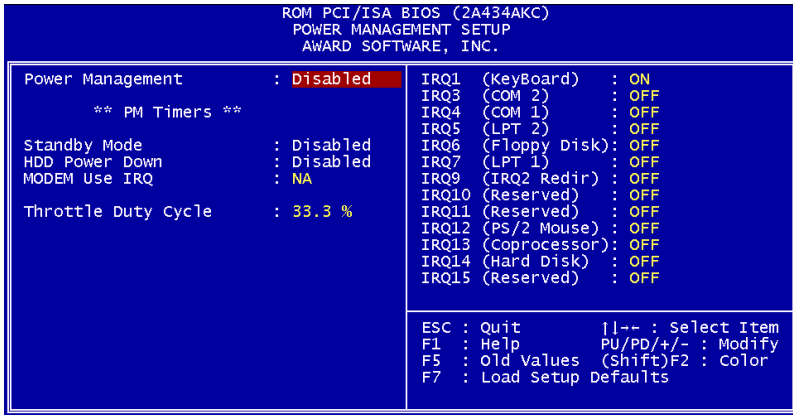 ROM PCI/ISA BIOS (2A434AKC)
POWER MANAGEMENT SETUP
AWARD SOFTWARE, INC.
Power Management : Disabled
** PM Timers **
Standby Mode : Disabled
HDD Power Down : Disabled
MODEM Use IRQ : NA
Throttle Duty Cycle : 33.3 %
IRQ1 (KeyBoard) : ON
IRQ3 (COM 2) : OFF
IRQ4 (COM 1) : OFF
IRQ5 (LPT 2) : OFF
IRQ6 (Floppy Disk): OFF
IRQ7 (LPT 1) : OFF
IRQ9 (IRQ2 Redir) : OFF
IRQ10 (Reserved) : OFF
IRQ11 (Reserved) : OFF
IRQ12 (PS/2 Mouse) : OFF
IRQ13 (Coprocessor): OFF
IRQ14 (Hard Disk) : OFF
IRQ15 (Reserved) : OFF
ESC : Quit ↑↓→← : Select Item
F1 : Help PU/PD/+/- : Modify
F5 : Old Values (Shift)F2 : Color
F7 : Load Setup Defaults